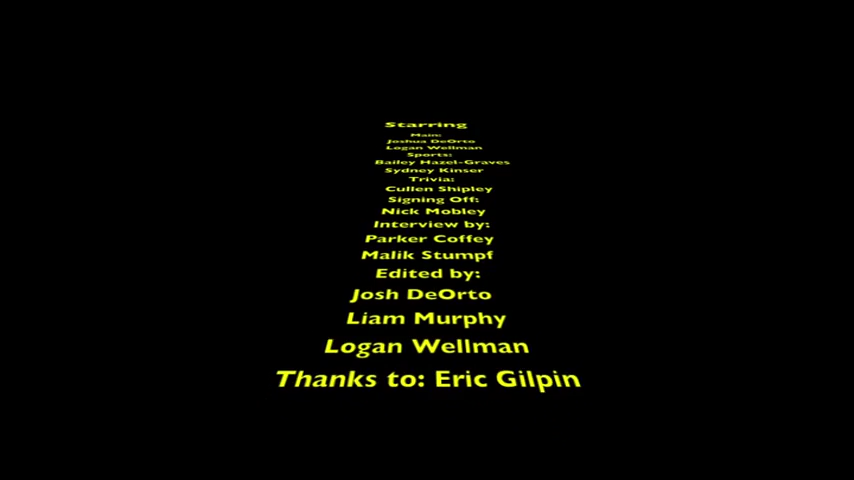 Starring
Main:
Joshua DeOrto
Logan Wellman
Sports:
Bailey Hazel-Graves
Sydney Kinser
Trivia:
Cullen Shipley
Signing Off:
Nick Mobley
Interview by:
Parker Coffey
Malik Stumpf
Edited by:
Josh DeOrto
Liam Murphy
Logan Wellman
Thanks to: Eric Gilpin